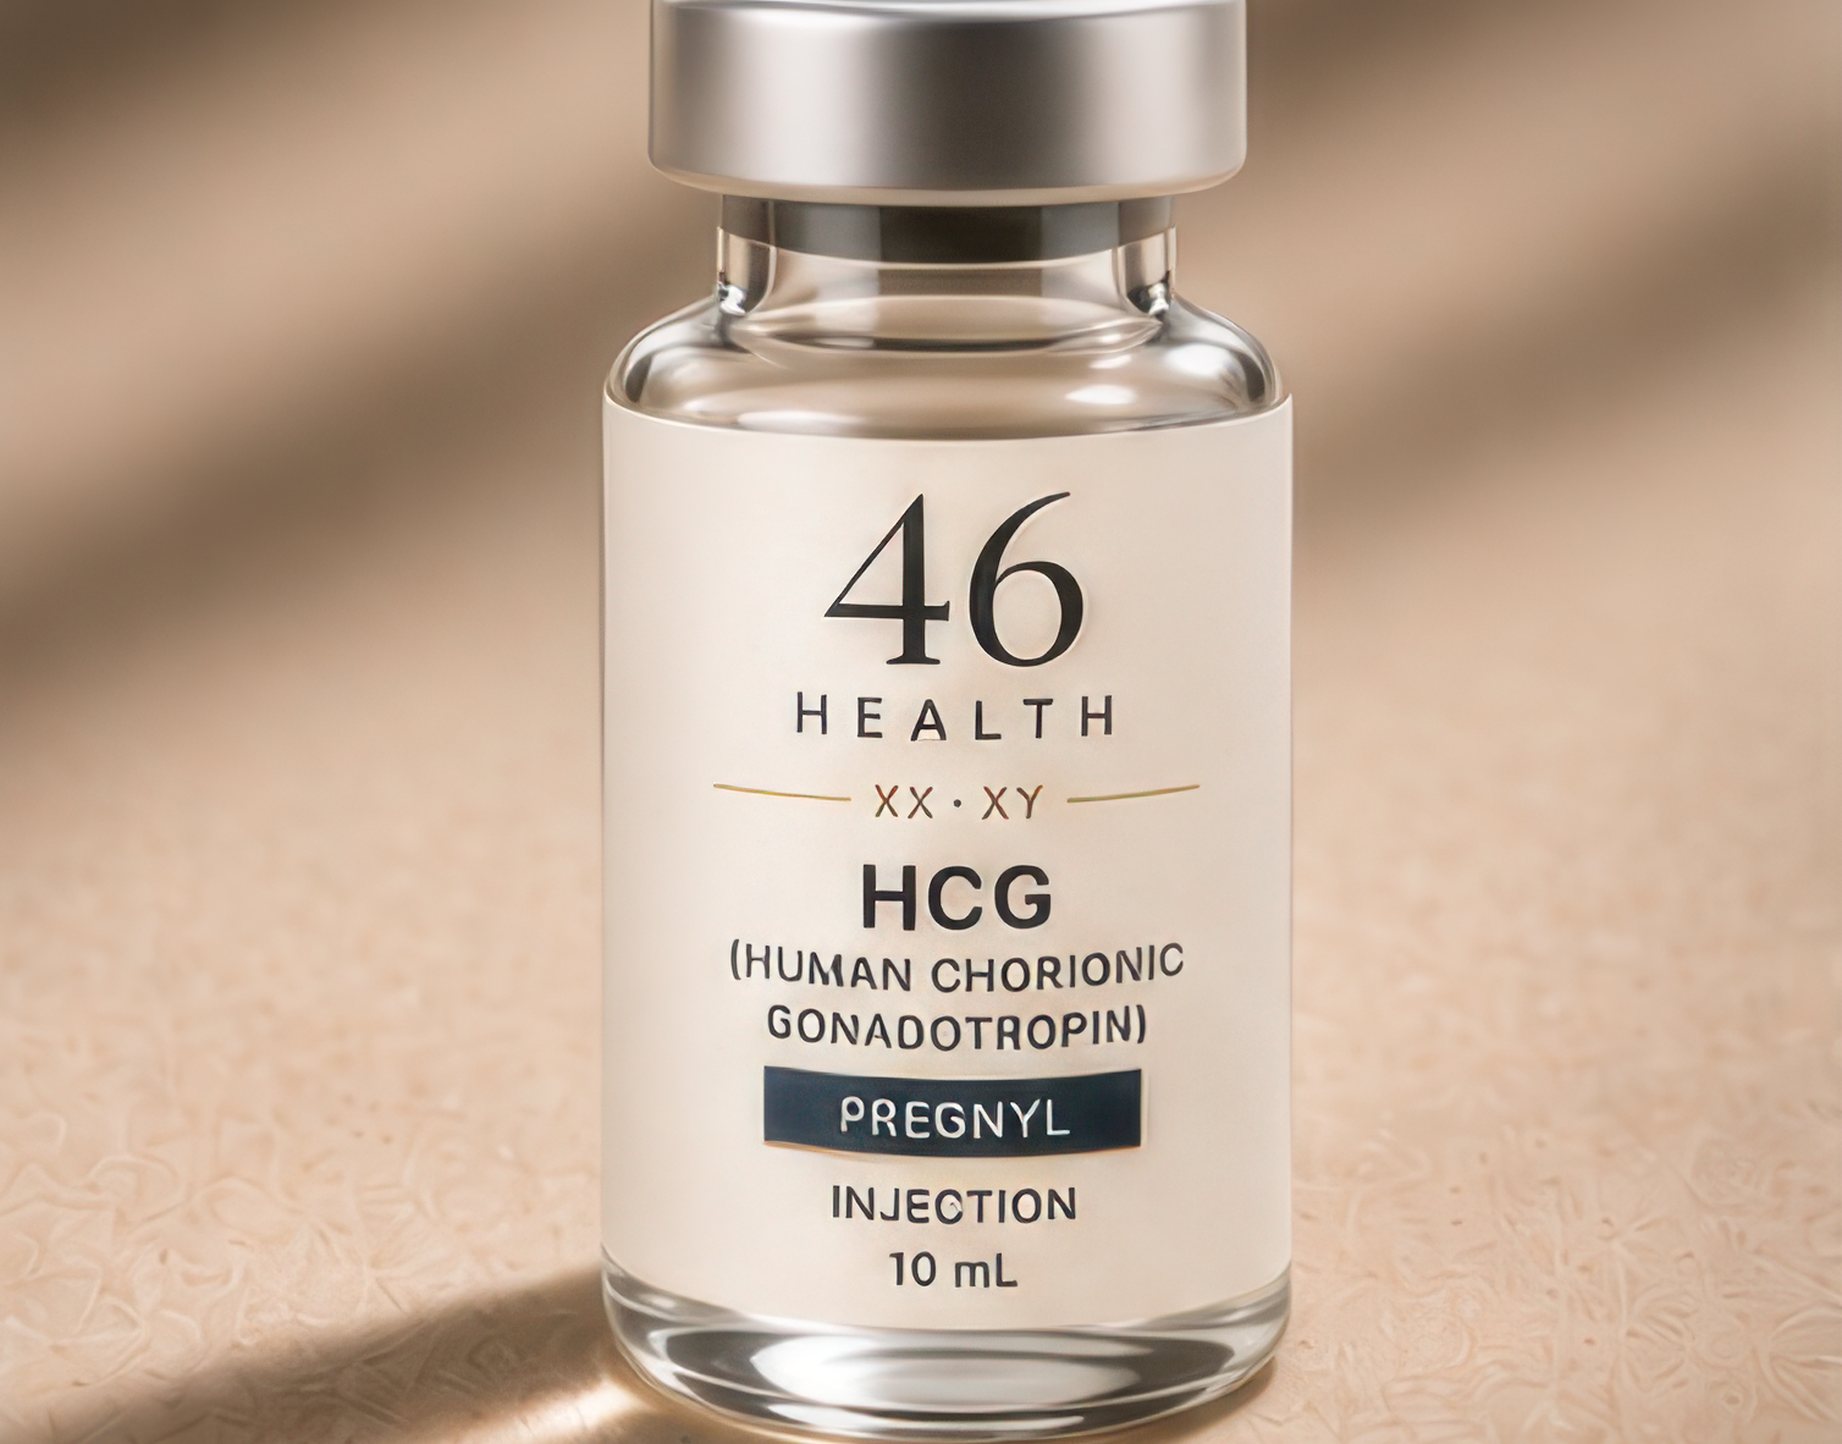 46
HEALTH
XX · XY
HCG
(HUMAN CHORIONIC
GONADOTROPIN)
PREGNYL
INJECTION
10 mL